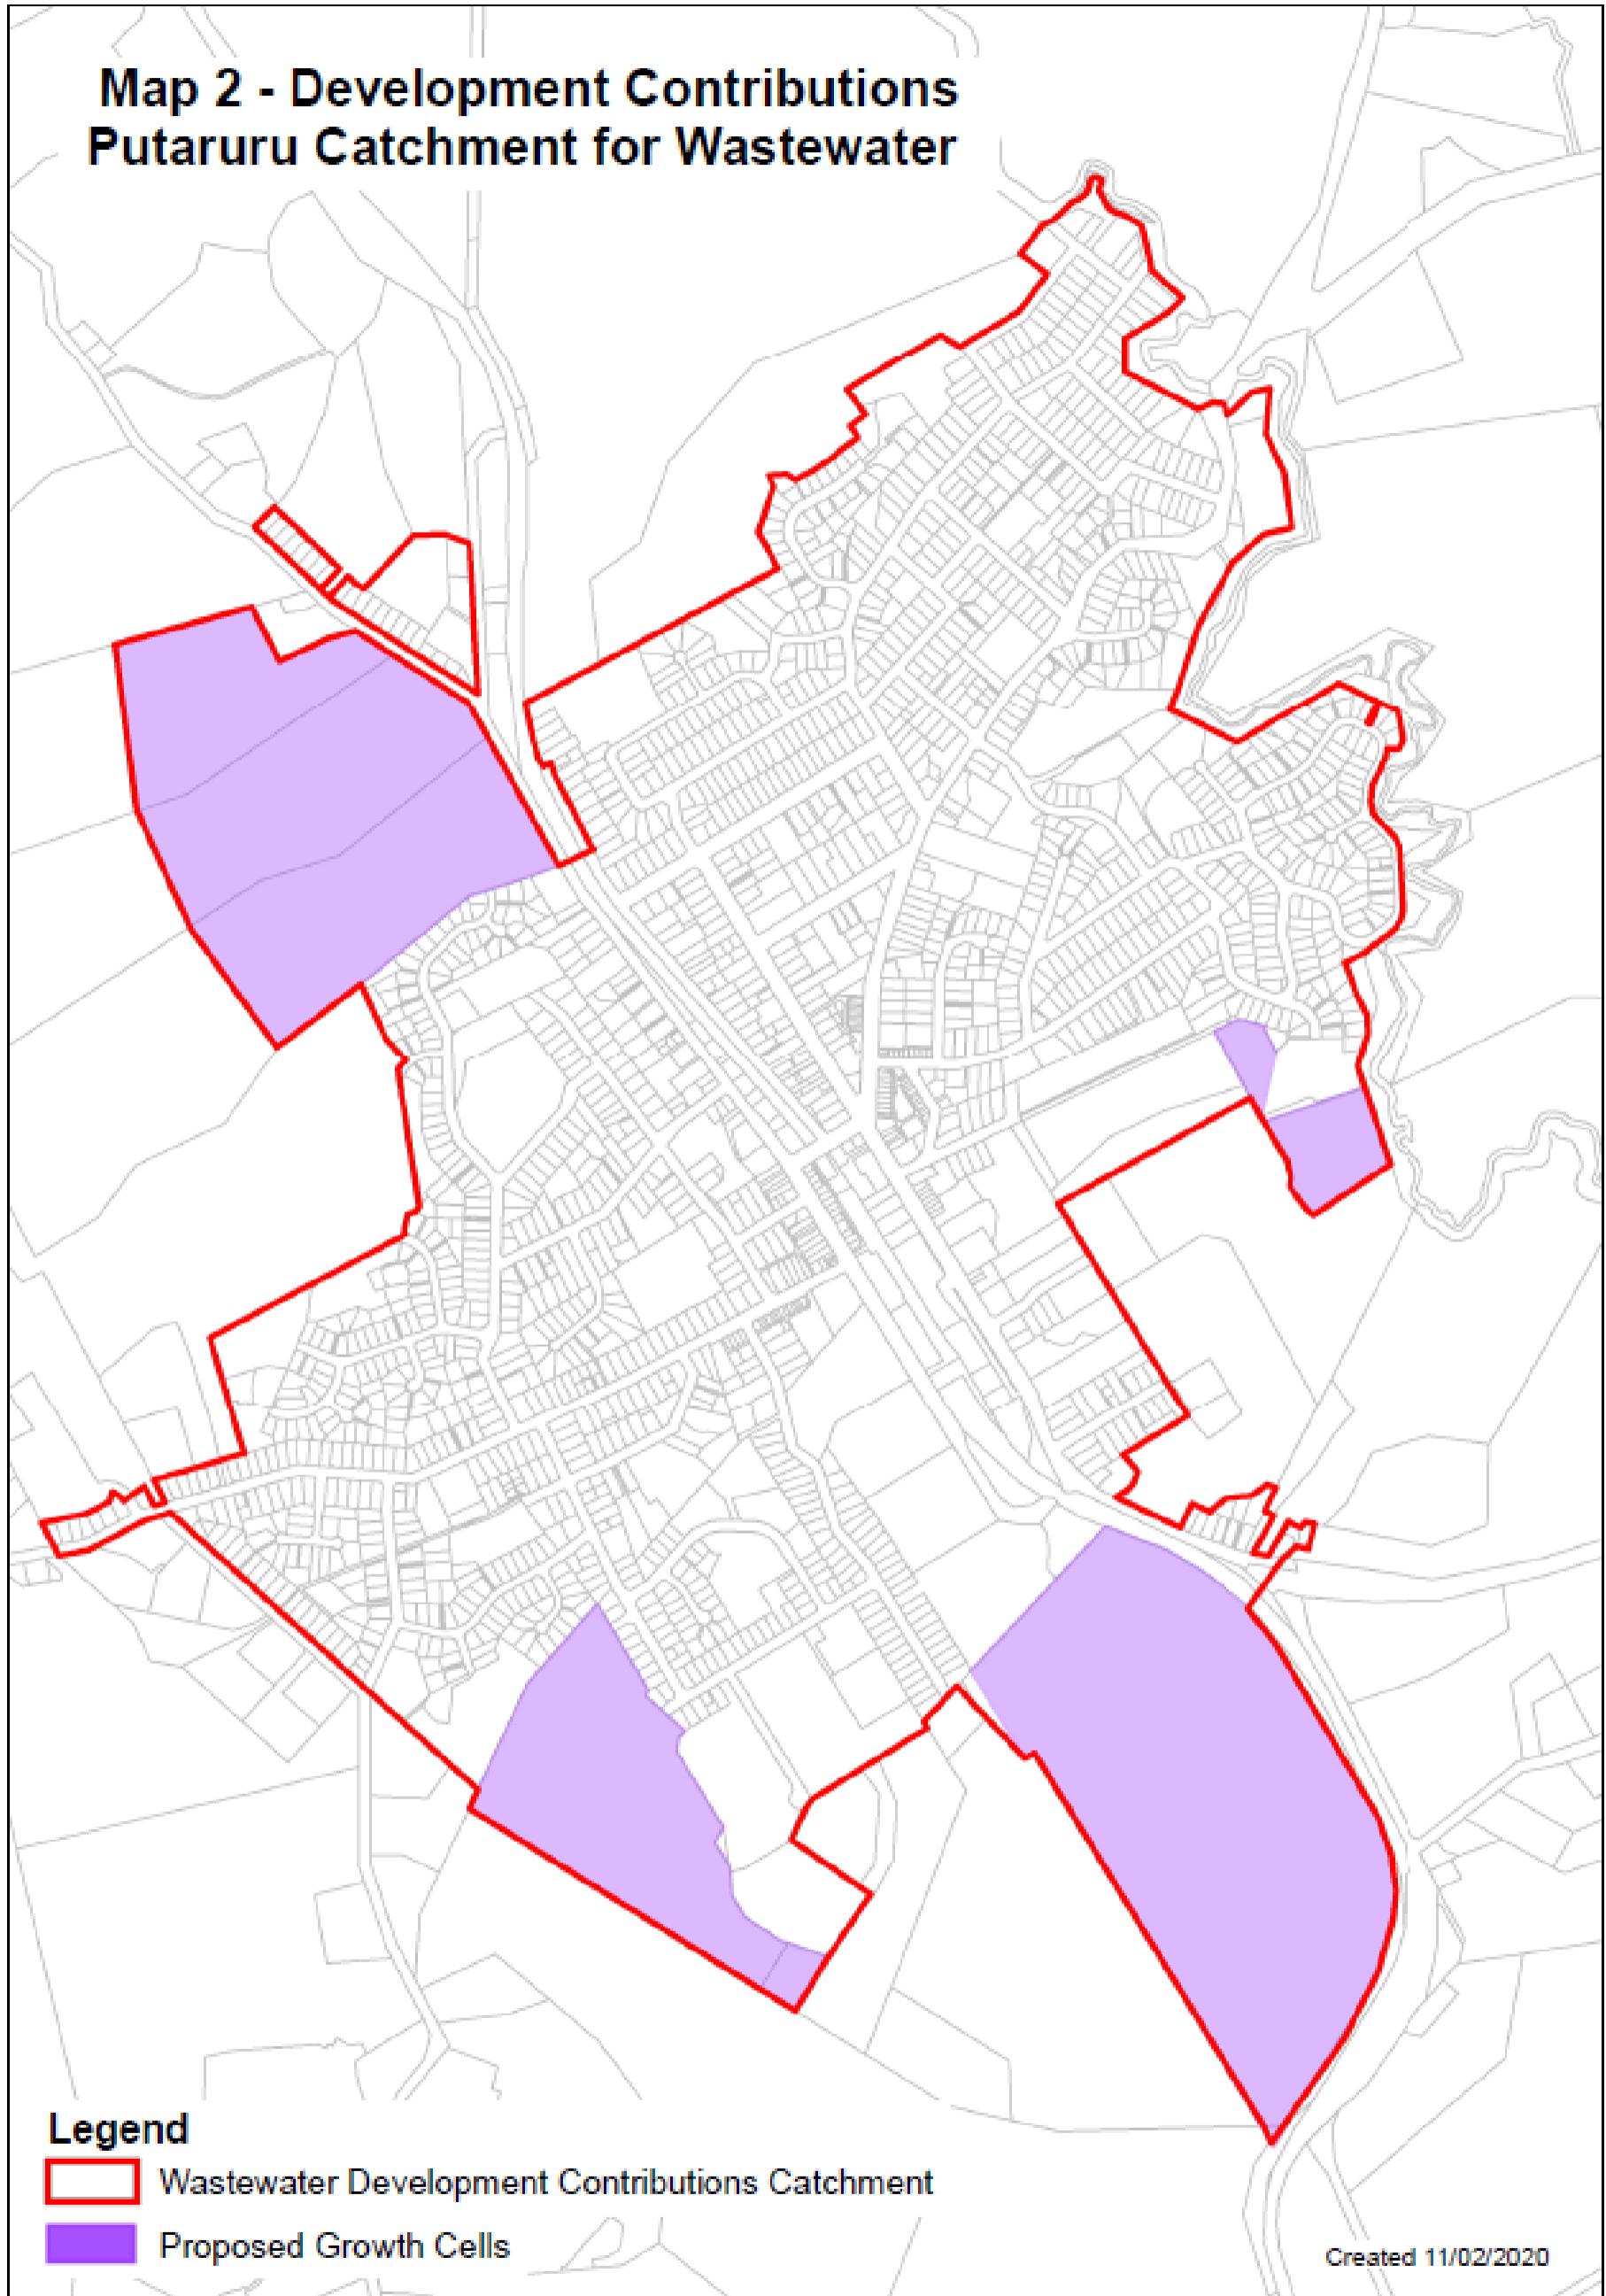 Map 2 - Development Contributions
Putaruru Catchment for Wastewater
Legend
Wastewater Development Contributions Catchment
Proposed Growth Cells
Created 11/02/2020